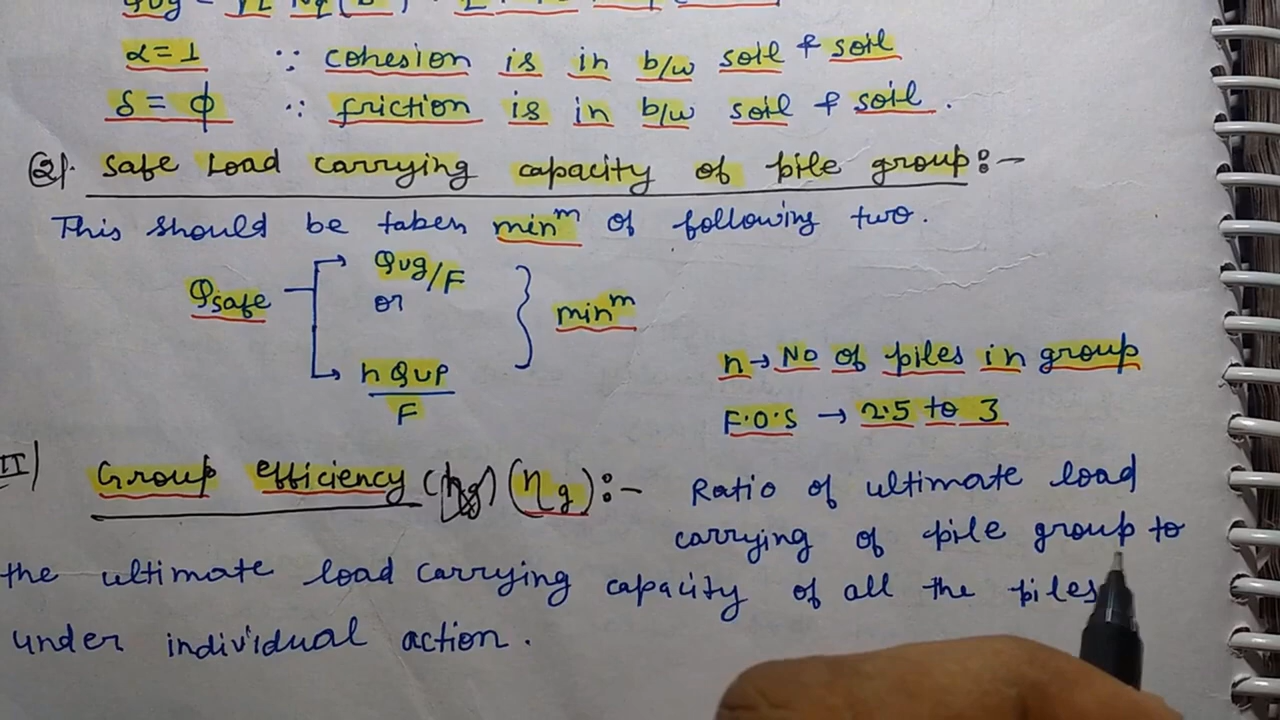 α = 1 ∵ cohesion is in b/w soil & soil
δ = ϕ ∴ friction is in b/w soil & soil.
Q). Safe Load carrying capacity of pile group:-
This should be taken minᵐ of following two.
Qug/F
Qsafe or } minᵐ
n → No of piles in group
nQup/F
F.O.S → 2.5 to 3
II) Group efficiency (ηg):- Ratio of ultimate load
carrying of pile group to
the ultimate load carrying capacity of all the piles
under individual action.